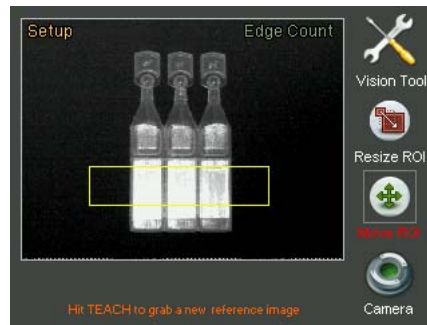 Setup
Edge Count
Vision Tool
Resize ROI
Move ROI
Camera
Hit TEACH to grab a new reference image